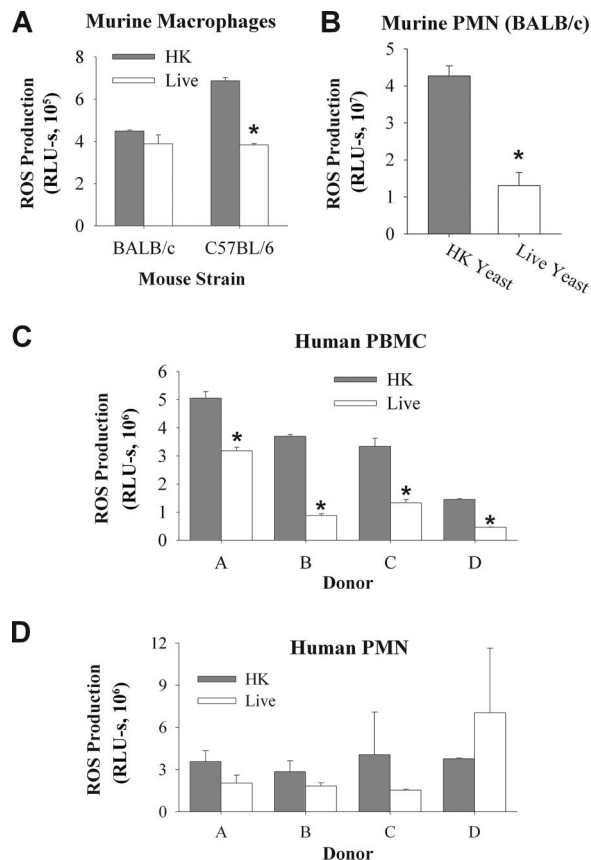 A
Murine Macrophages
ROS Production
(RLU-s, 10⁵)
8
6
4
2
0
HK
Live
*
BALB/c
C57BL/6
Mouse Strain
B
Murine PMN (BALB/c)
ROS Production
(RLU-s, 10⁷)
5
4
3
2
1
0
*
HK Yeast
Live Yeast
C
Human PBMC
ROS Production
(RLU-s, 10⁶)
6
5
4
3
2
1
0
HK
Live
*
*
*
*
A
B
C
D
Donor
D
Human PMN
ROS Production
(RLU-s, 10⁶)
12
9
6
3
0
HK
Live
A
B
C
D
Donor